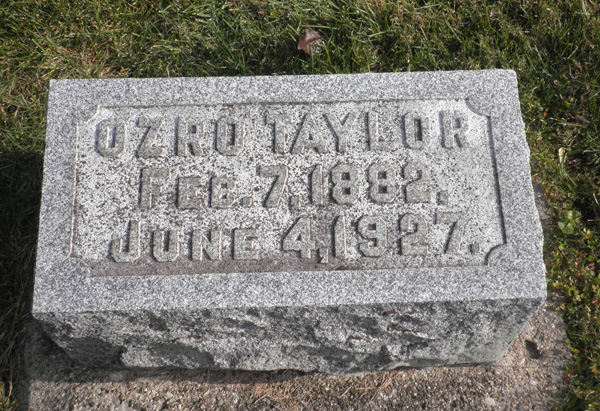 OZRO TAYLOR
FEB. 7, 1882.
JUNE 4, 1927.